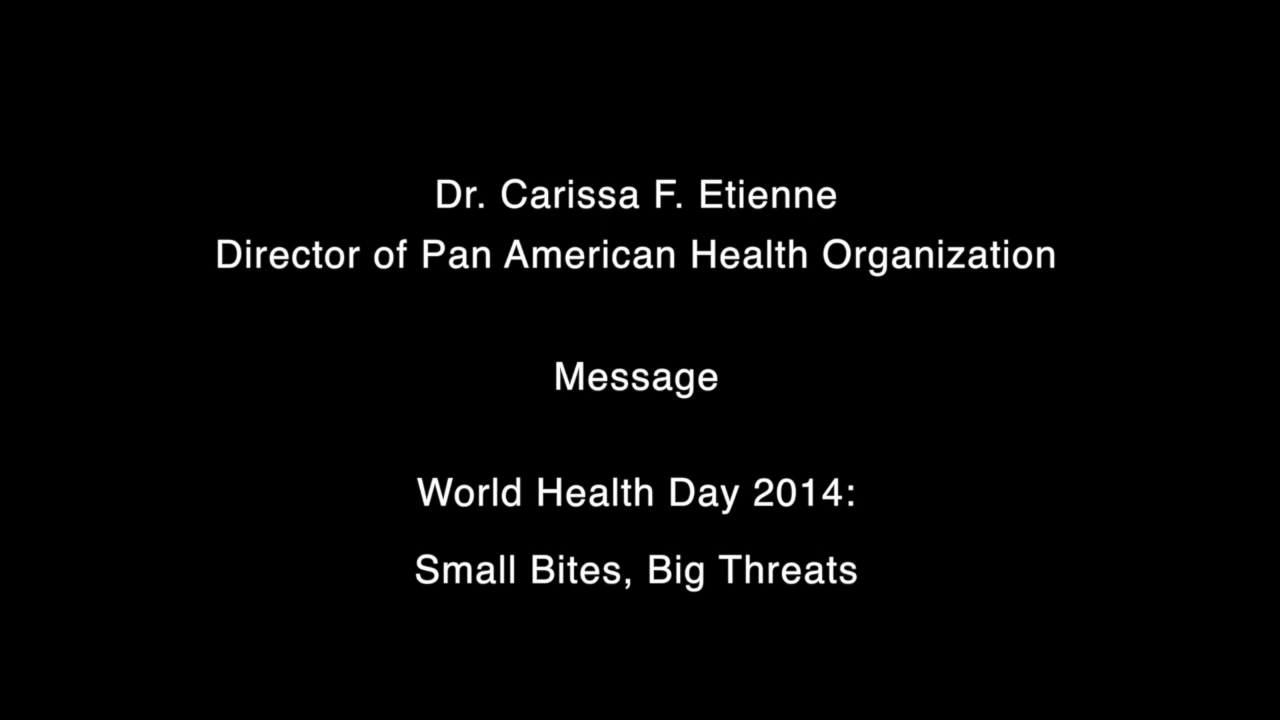 Dr. Carissa F. Etienne
Director of Pan American Health Organization
Message
World Health Day 2014:
Small Bites, Big Threats